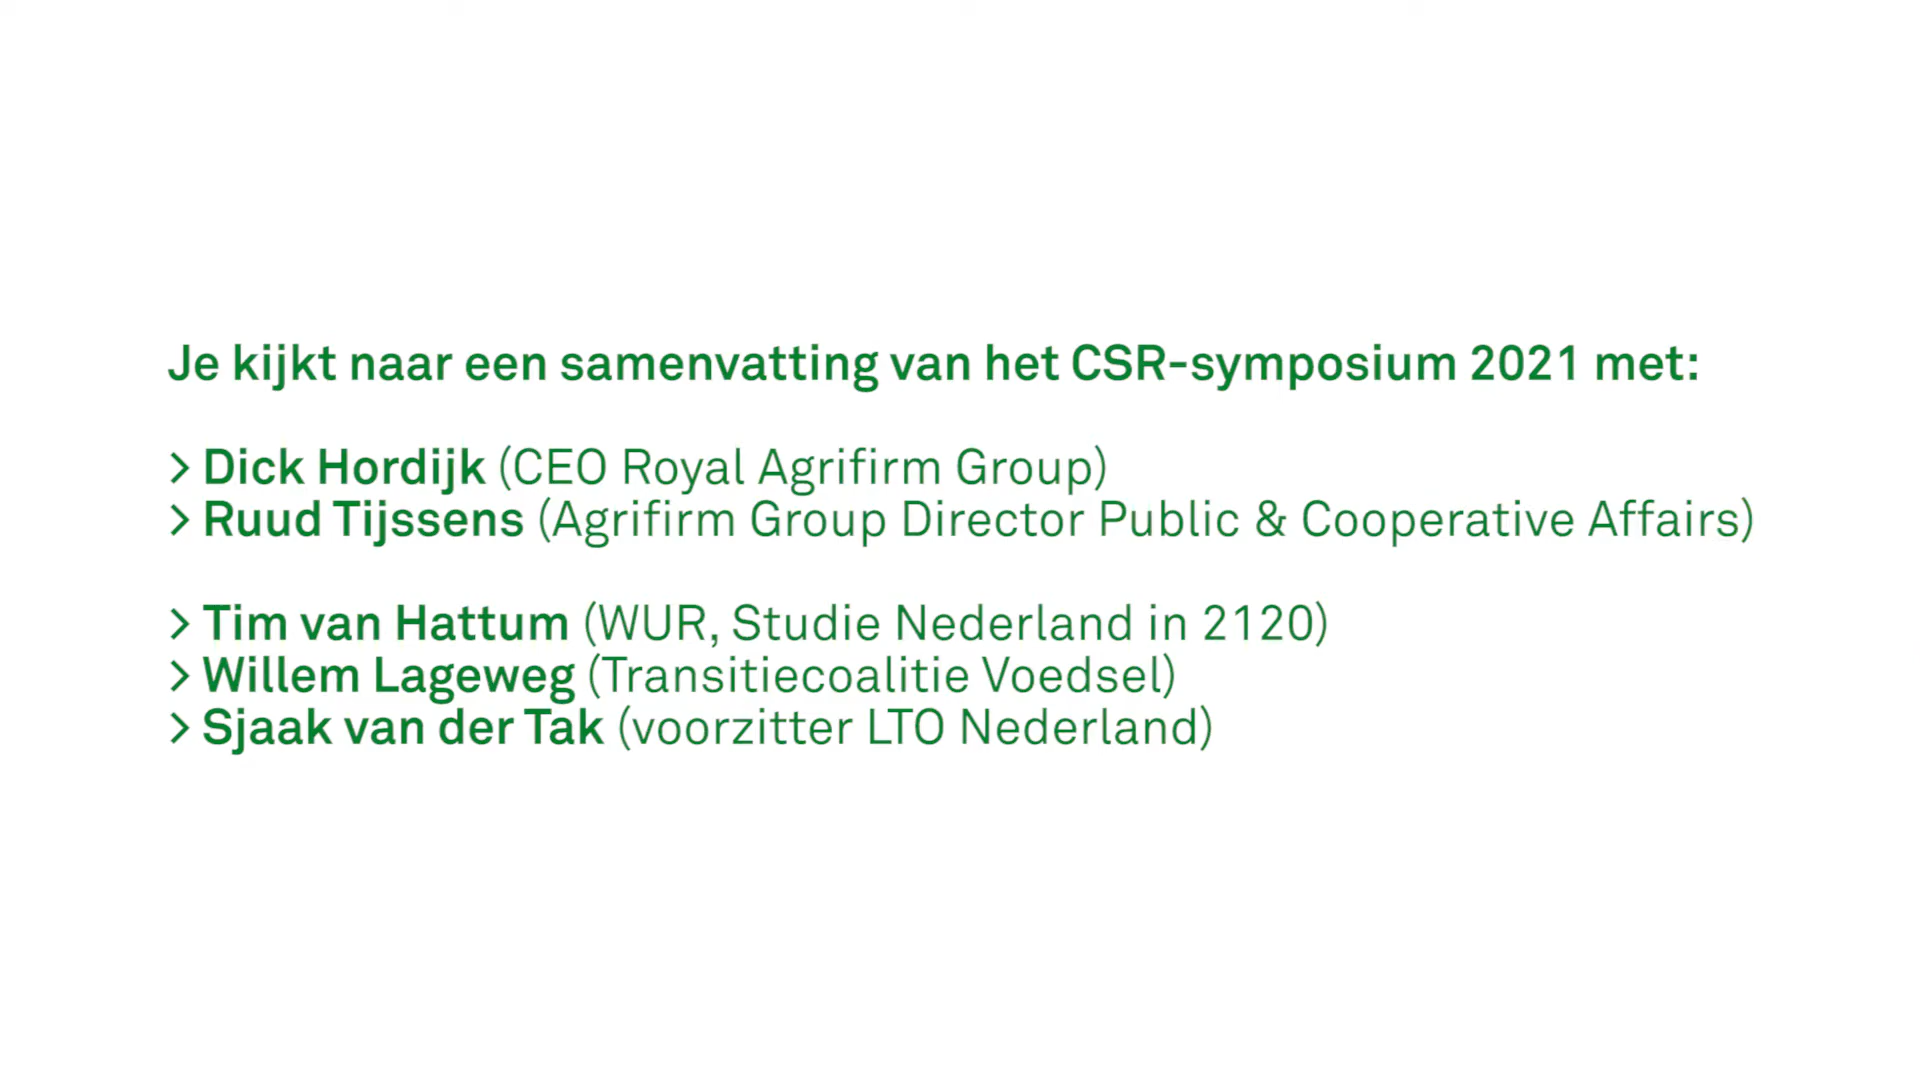 Je kijkt naar een samenvatting van het CSR-symposium 2021 met:
> Dick Hordijk (CEO Royal Agrifirm Group)
> Ruud Tijssens (Agrifirm Group Director Public & Cooperative Affairs)
> Tim van Hattum (WUR, Studie Nederland in 2120)
> Willem Lageweg (Transitiecoalitie Voedsel)
> Sjaak van der Tak (voorzitter LTO Nederland)